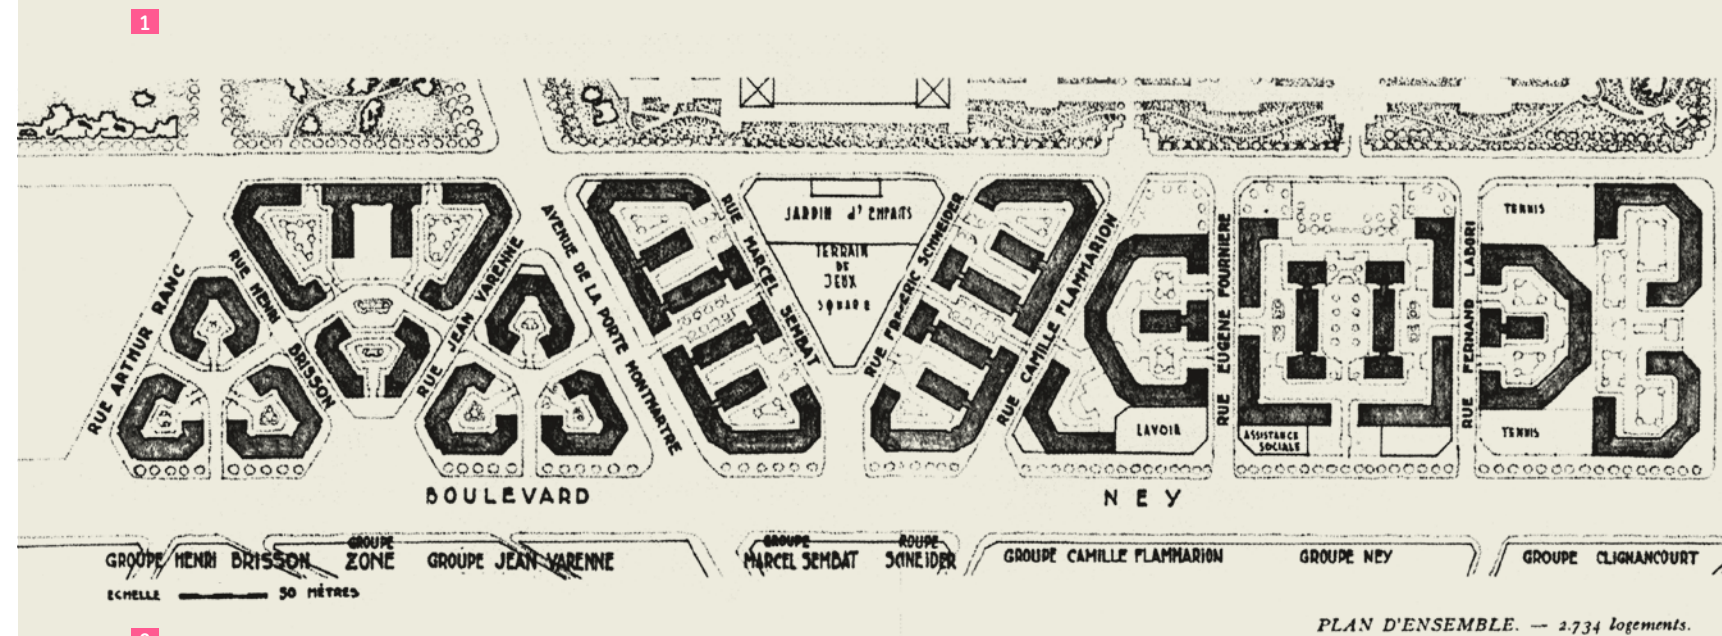 1
JARDIN d'ENFANTS
TERRAIN
DE
JEUX
SQUARE
TENNIS
RUE ARTHUR RANC
RUE HENRI BRISSON
RUE JEAN VARENNE
AVENUE DE LA PORTE MONTMARTRE
RUE MARCEL SEMBAT
RUE FREDERIC SCHNEIDER
RUE CAMILLE FLAMMARION
RUE EUGENE FOURNIERE
RUE FERNAND LABORI
LAVOIR
ASSISTANCE
SOCIALE
TENNIS
BOULEVARD NEY
GROUPE HENRI BRISSON
GROUPE
ZONE
GROUPE JEAN VARENNE
GROUPE
MARCEL SEMBAT
ROUPE
SCHNEIDER
GROUPE CAMILLE FLAMMARION
GROUPE NEY
GROUPE CLIGNANCOURT
ECHELLE 50 MÈTRES
PLAN D'ENSEMBLE. — 2.734 logements.